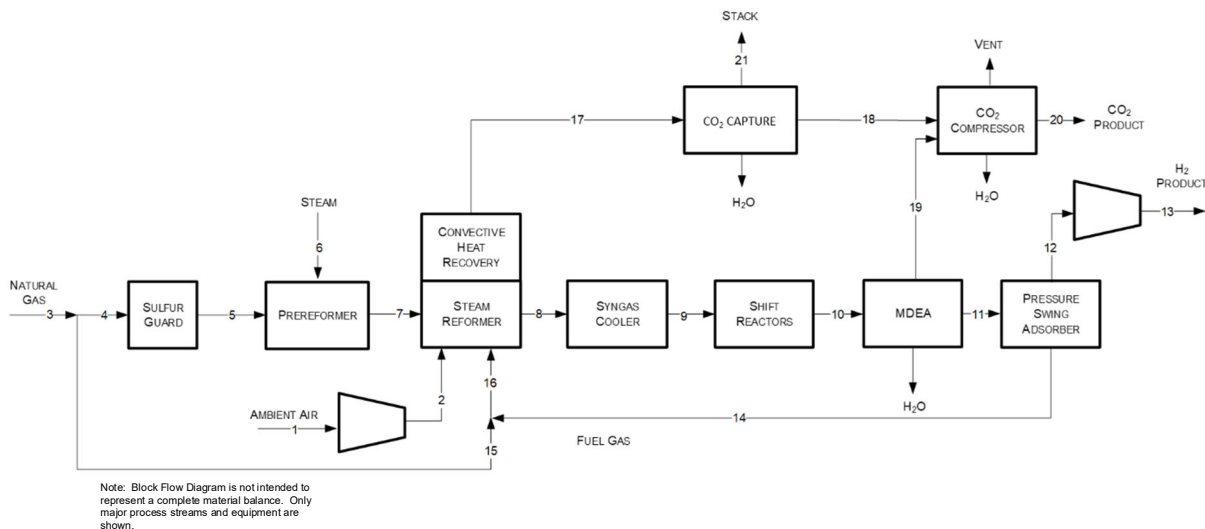 STACK
21
VENT
17
CO₂ CAPTURE
18
CO₂
COMPRESSOR
20
CO₂
PRODUCT
H₂O
H₂O
H₂
PRODUCT
13
STEAM
6
19
12
CONVECTIVE
HEAT
RECOVERY
NATURAL
GAS
3
4
SULFUR
GUARD
5
PREREFORMER
7
STEAM
REFORMER
8
SYNGAS
COOLER
9
SHIFT
REACTORS
10
MDEA
11
PRESSURE
SWING
ADSORBER
16
2
H₂O
AMBIENT AIR
1
14
15
FUEL GAS
Note: Block Flow Diagram is not intended to
represent a complete material balance. Only
major process streams and equipment are
shown.